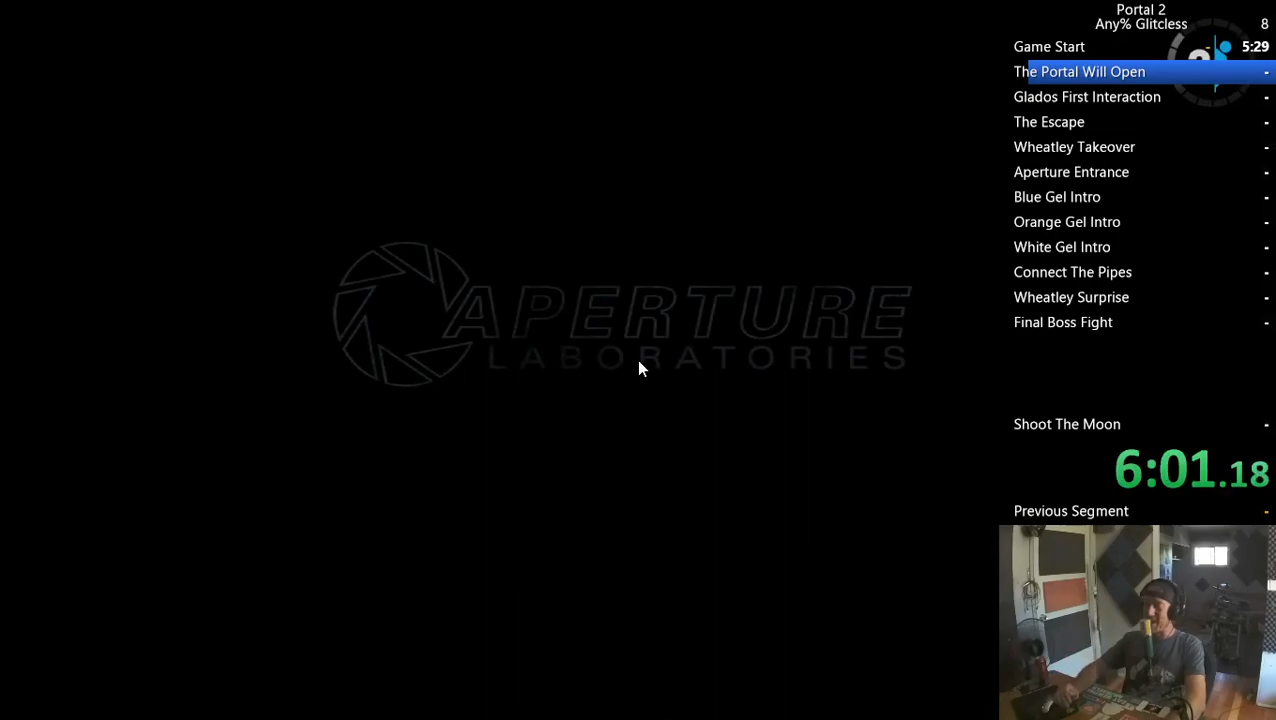 Portal 2
Any% Glitcless 8
Game Start 5:29
The Portal Will Open -
Glados First Interaction -
The Escape -
Wheatley Takeover -
Aperture Entrance -
Blue Gel Intro -
Orange Gel Intro -
White Gel Intro -
Connect The Pipes -
Wheatley Surprise -
Final Boss Fight -
APERTURE
LABORATORIES
Shoot The Moon -
6:01.18
Previous Segment -